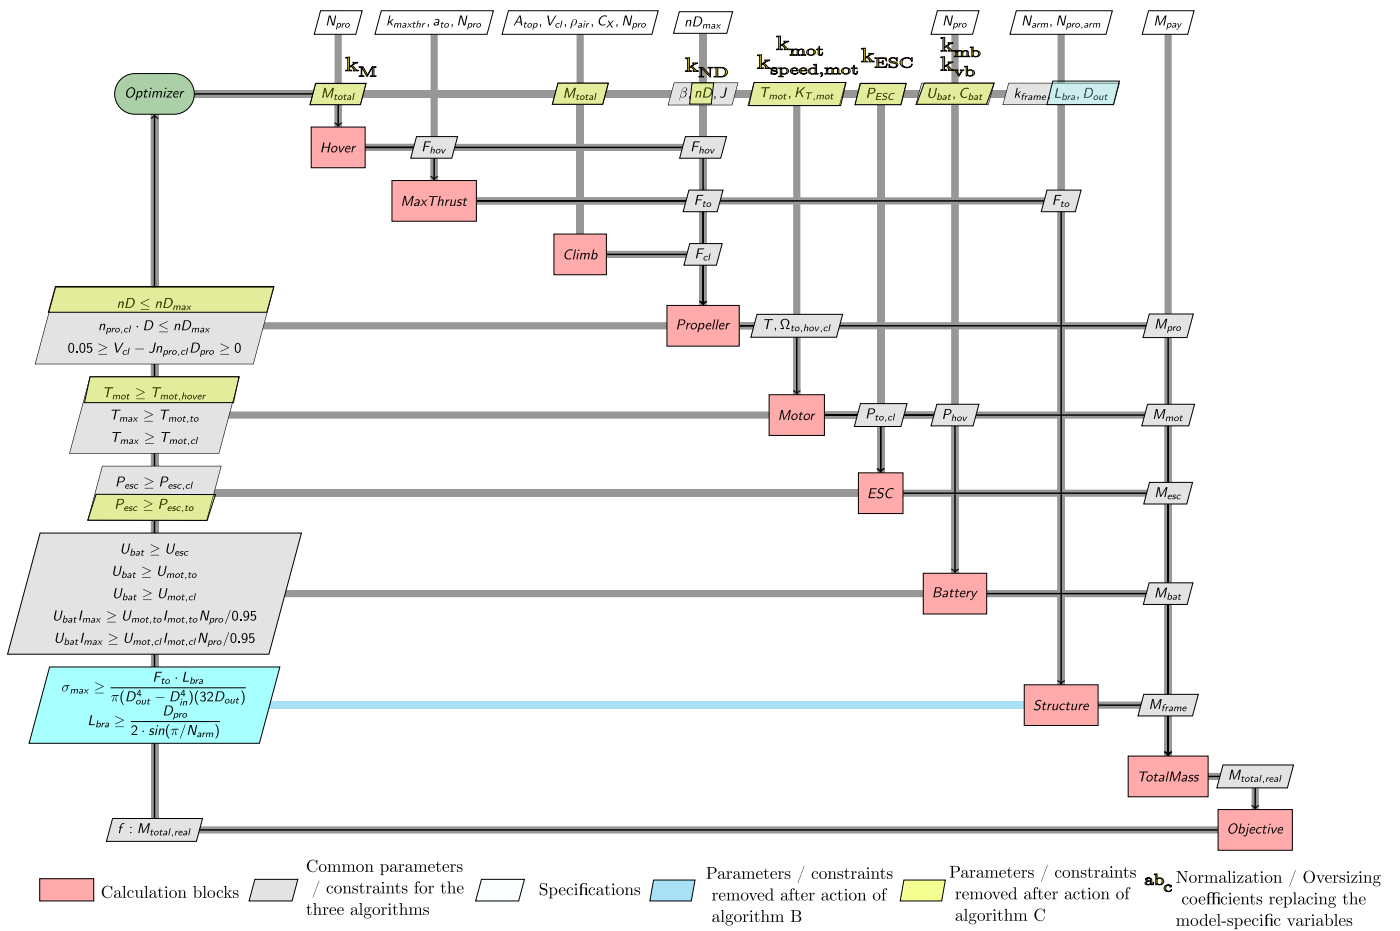 N_pro
k_maxthr, a_to, N_pro
A_top, V_cl, ρ_air, C_X, N_pro
nD_max
N_pro
N_arm, N_pro,arm
M_pay
k_M
k_ND
k_mot
k_speed,mot
k_ESC
k_mb
k_vb
Optimizer
M_total
M_total
β, nD, J
T_mot, K_T,mot
P_ESC
U_bat, C_bat
k_frame
L_bra, D_out
Hover
F_hov
F_hov
MaxThrust
F_to
F_to
Climb
F_cl
nD ≤ nD_max
n_pro,cl · D ≤ nD_max
0.05 ≥ V_cl − Jn_pro,cl D_pro ≥ 0
Propeller
T, Ω_to,hov,cl
M_pro
T_mot ≥ T_mot,hover
T_max ≥ T_mot,to
T_max ≥ T_mot,cl
Motor
P_to,cl
P_hov
M_mot
P_esc ≥ P_esc,cl
P_esc ≥ P_esc,to
ESC
M_esc
U_bat ≥ U_esc
U_bat ≥ U_mot,to
U_bat ≥ U_mot,cl
U_bat I_max ≥ U_mot,to I_mot,to N_pro/0.95
U_bat I_max ≥ U_mot,cl I_mot,cl N_pro/0.95
Battery
M_bat
σ_max ≥ F_to · L_bra / π(D_out^4 − D_in^4)(32D_out)
L_bra ≥ D_pro / 2 · sin(π/N_arm)
Structure
M_frame
TotalMass
M_total,real
f : M_total,real
Objective
Calculation blocks
Common parameters
/ constraints for the
three algorithms
Specifications
Parameters / constraints
removed after action of
algorithm B
Parameters / constraints
removed after action of
algorithm C
ab_c
Normalization / Oversizing
coefficients replacing the
model-specific variables